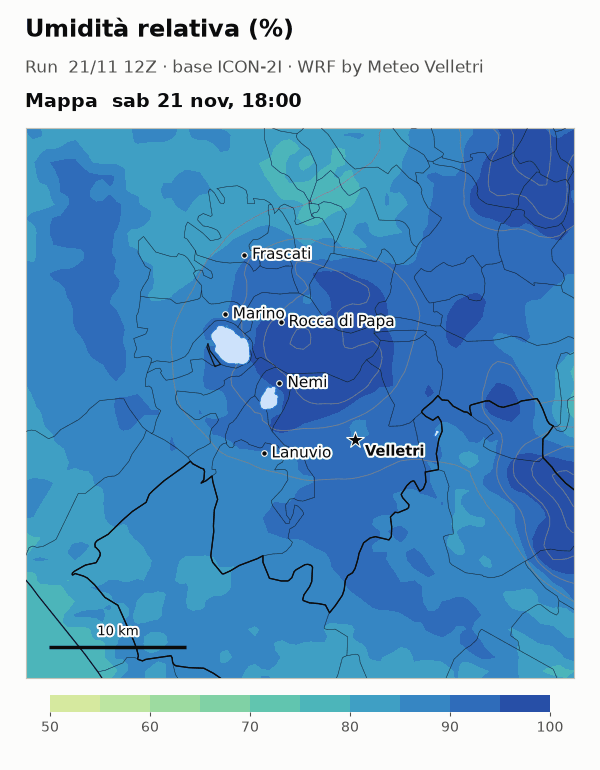 Umidità relativa (%)
Run  21/11 12Z · base ICON-2I · WRF by Meteo Velletri
Mappa  sab 21 nov, 18:00
Frascati
Marino
Rocca di Papa
Nemi
Velletri
Lanuvio
10 km
50 60 70 80 90 100